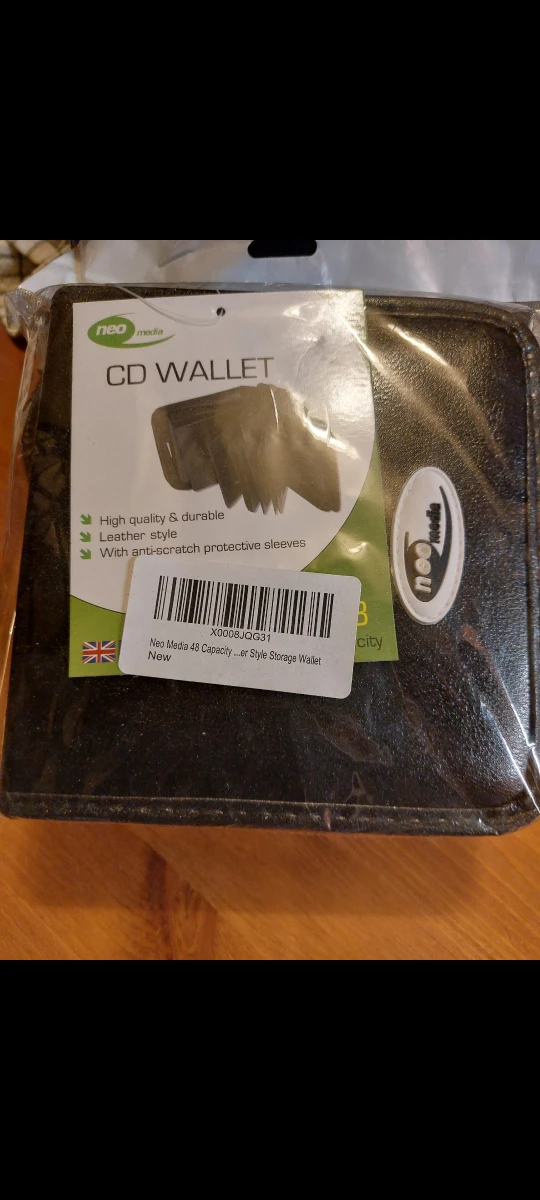 neo media
CD WALLET
High quality & durable
Leather style
With anti-scratch protective sleeves
X0008JQG31
Neo Media 48 Capacity ...er Style Storage Wallet
New
neo media